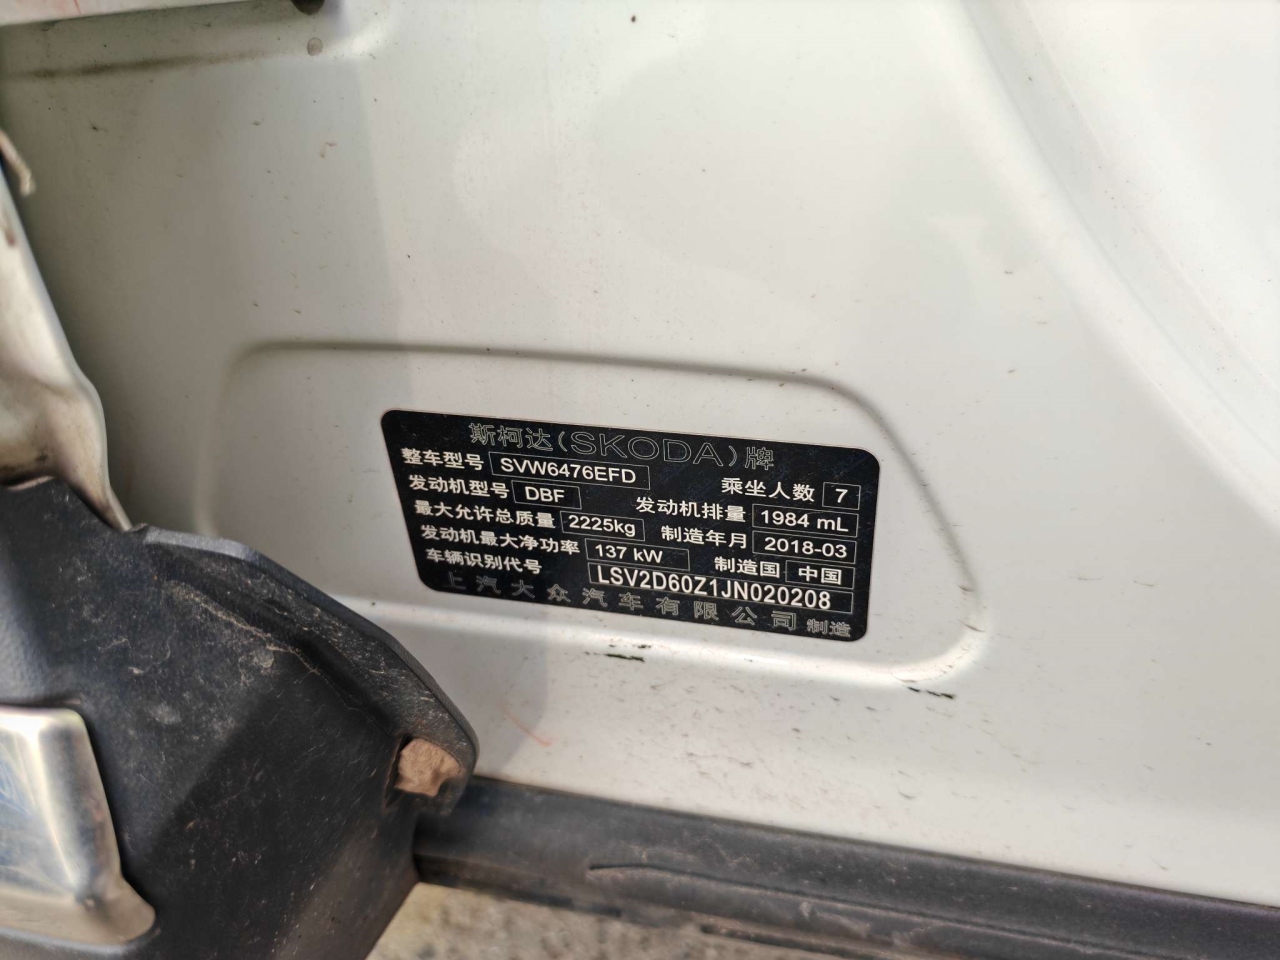 斯柯达(SKODA)牌
整车型号 SVW6476EFD 乘坐人数 7
发动机型号 DBF 发动机排量 1984 mL
最大允许总质量 2225kg 制造年月 2018-03
发动机最大净功率 137 kW 制造国 中国
车辆识别代号 LSV2D60Z1JN020208
上汽大众汽车有限公司 制造